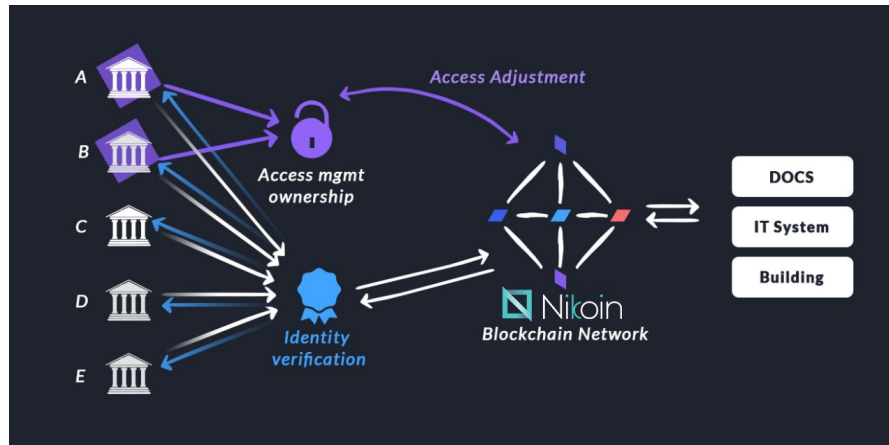 A
B
C
D
E
Access mgmt
ownership
Access Adjustment
Identity
verification
Nikoin
Blockchain Network
DOCS
IT System
Building